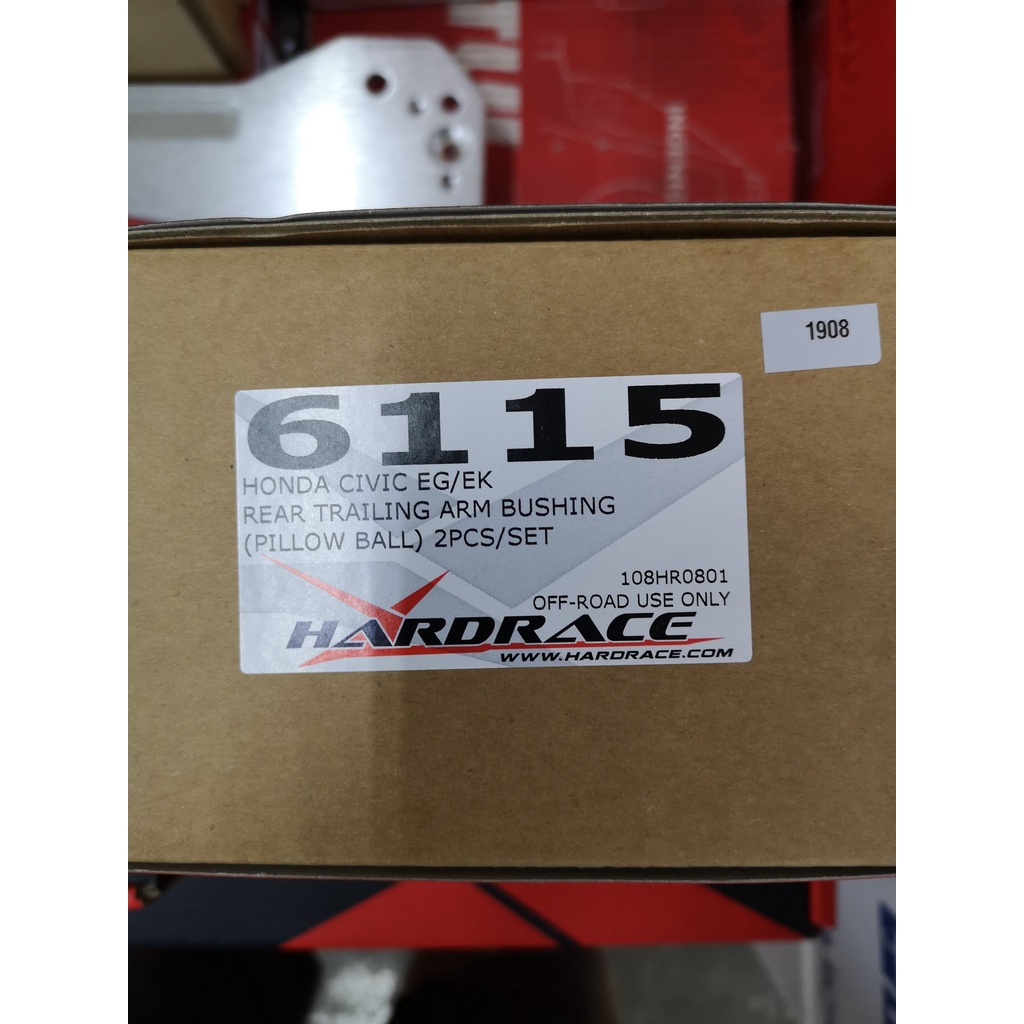 1908
6115
HONDA CIVIC EG/EK
REAR TRAILING ARM BUSHING
(PILLOW BALL) 2PCS/SET
108HR0801
OFF-ROAD USE ONLY
HARDRACE
WWW.HARDRACE.COM